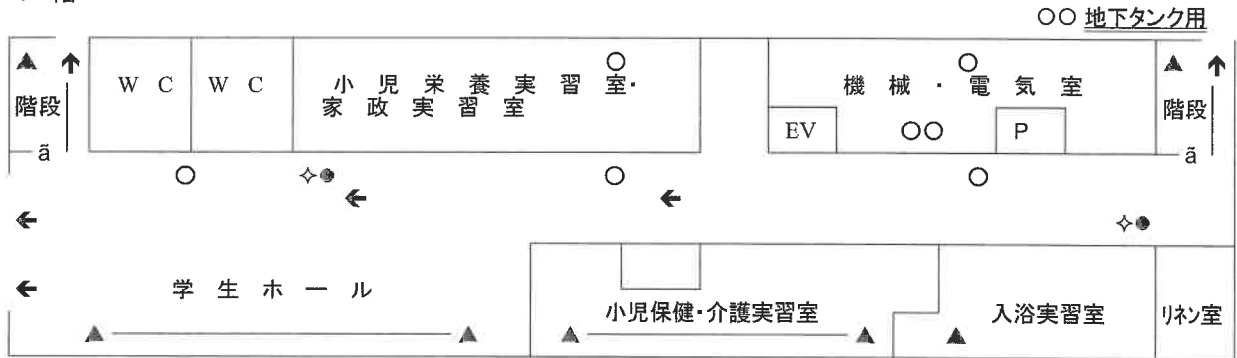 ○○ 地下タンク用
W C
W C
小 児 栄 養 実 習 室・
家 政 実 習 室
機 械 ・ 電 気 室
階段
階段
EV
P
ã
ã
学 生 ホ ー ル
小児保健・介護実習室
入浴実習室
リネン室